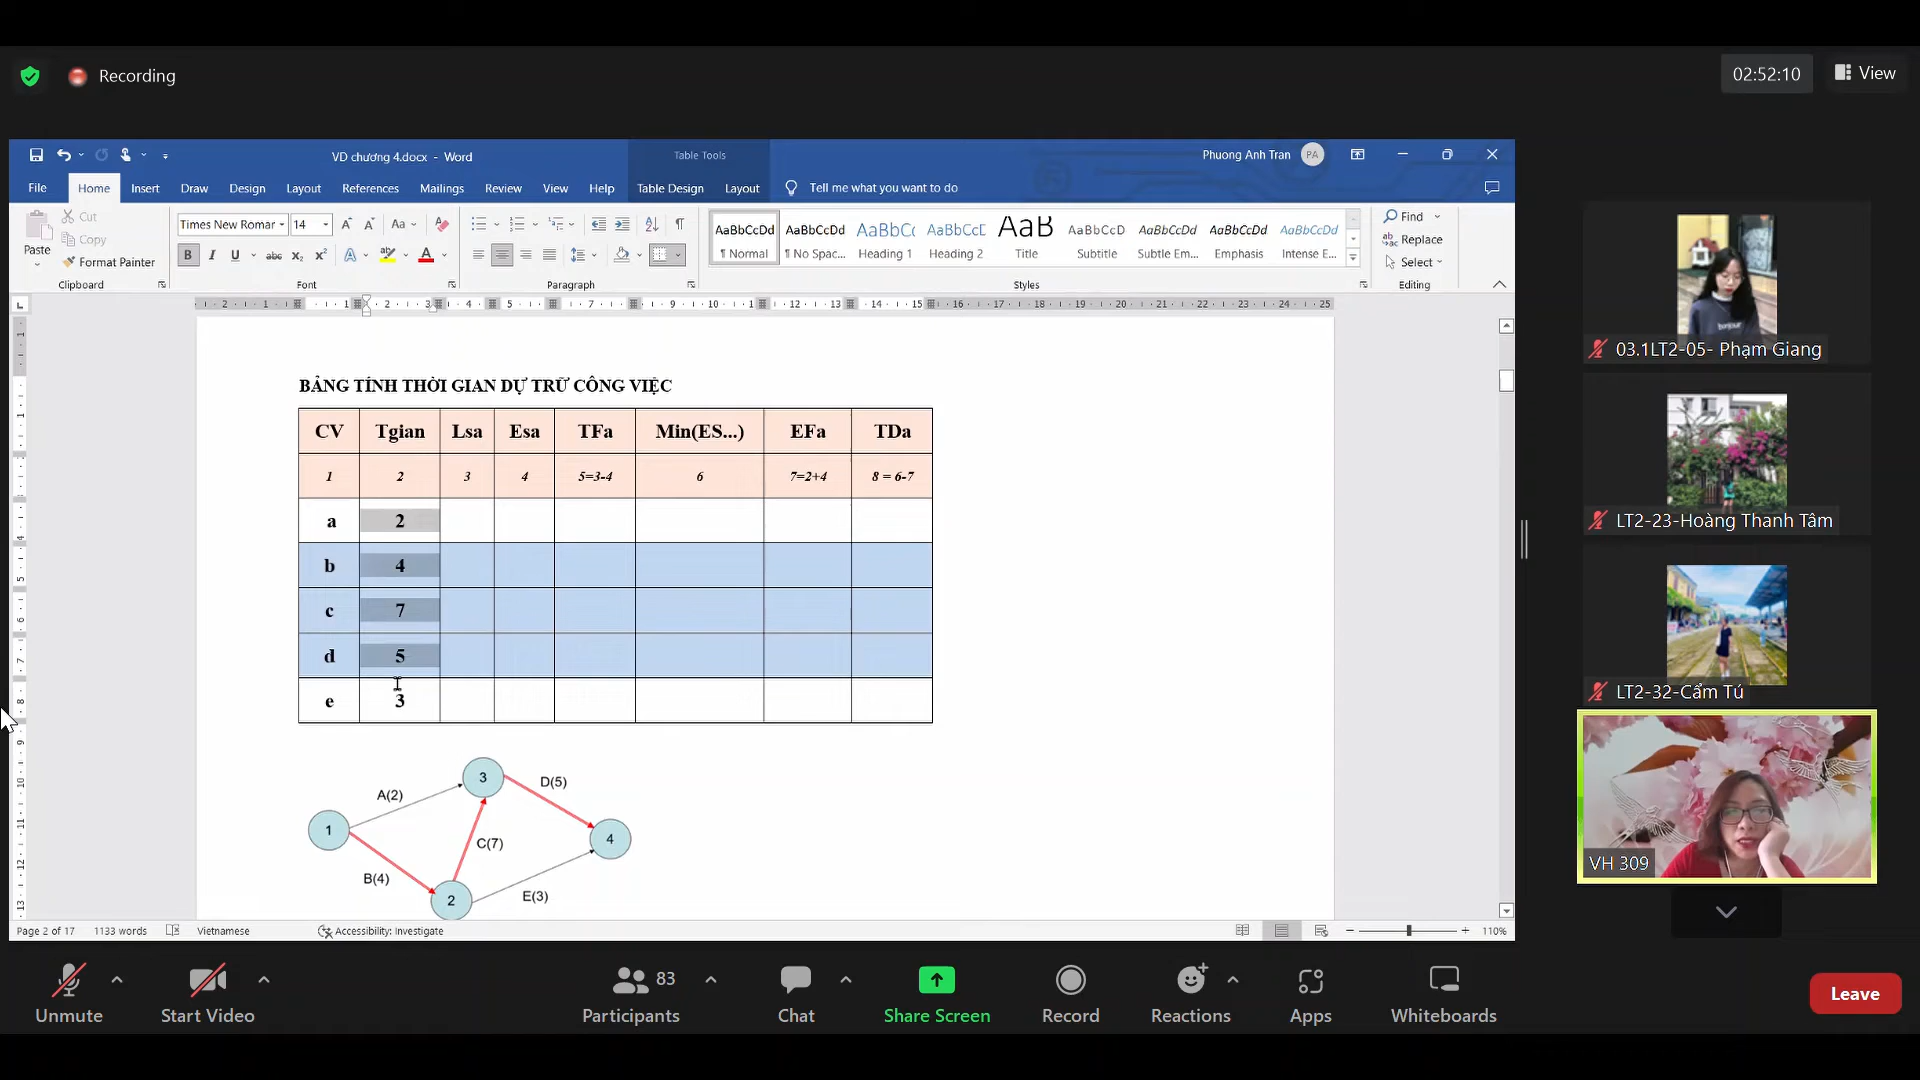 Recording
02:52:10
View
VD chương 4.docx - Word
Table Tools
Phuong Anh Tran
PA
File Home Insert Draw Design Layout References Mailings Review View Help Table Design Layout Tell me what you want to do
Paste
Cut
Copy
Format Painter
Clipboard
Times New Roman 14
Font
Paragraph
AaBbCcDd AaBbCcDd AaBbCc AaBbCcC AaB AaBbCcD AaBbCcDd AaBbCcDd AaBbCcDd
¶ Normal ¶ No Spac... Heading 1 Heading 2 Title Subtitle Subtle Em... Emphasis Intense E...
Styles
Find
Replace
Select
Editing
BẢNG TÍNH THỜI GIAN DỰ TRỮ CÔNG VIỆC
CV Tgian Lsa Esa TFa Min(ES...) EFa TDa
1 2 3 4 5=3-4 6 7=2+4 8 = 6-7
a 2
b 4
c 7
d 5
e 3
1
2
3
4
A(2)
B(4)
C(7)
D(5)
E(3)
Page 2 of 17 1133 words Vietnamese Accessibility: Investigate 110%
03.1LT2-05- Phạm Giang
LT2-23-Hoàng Thanh Tâm
LT2-32-Cẩm Tú
VH 309
Unmute
Start Video
Participants 83
Chat
Share Screen
Record
Reactions
Apps
Whiteboards
Leave